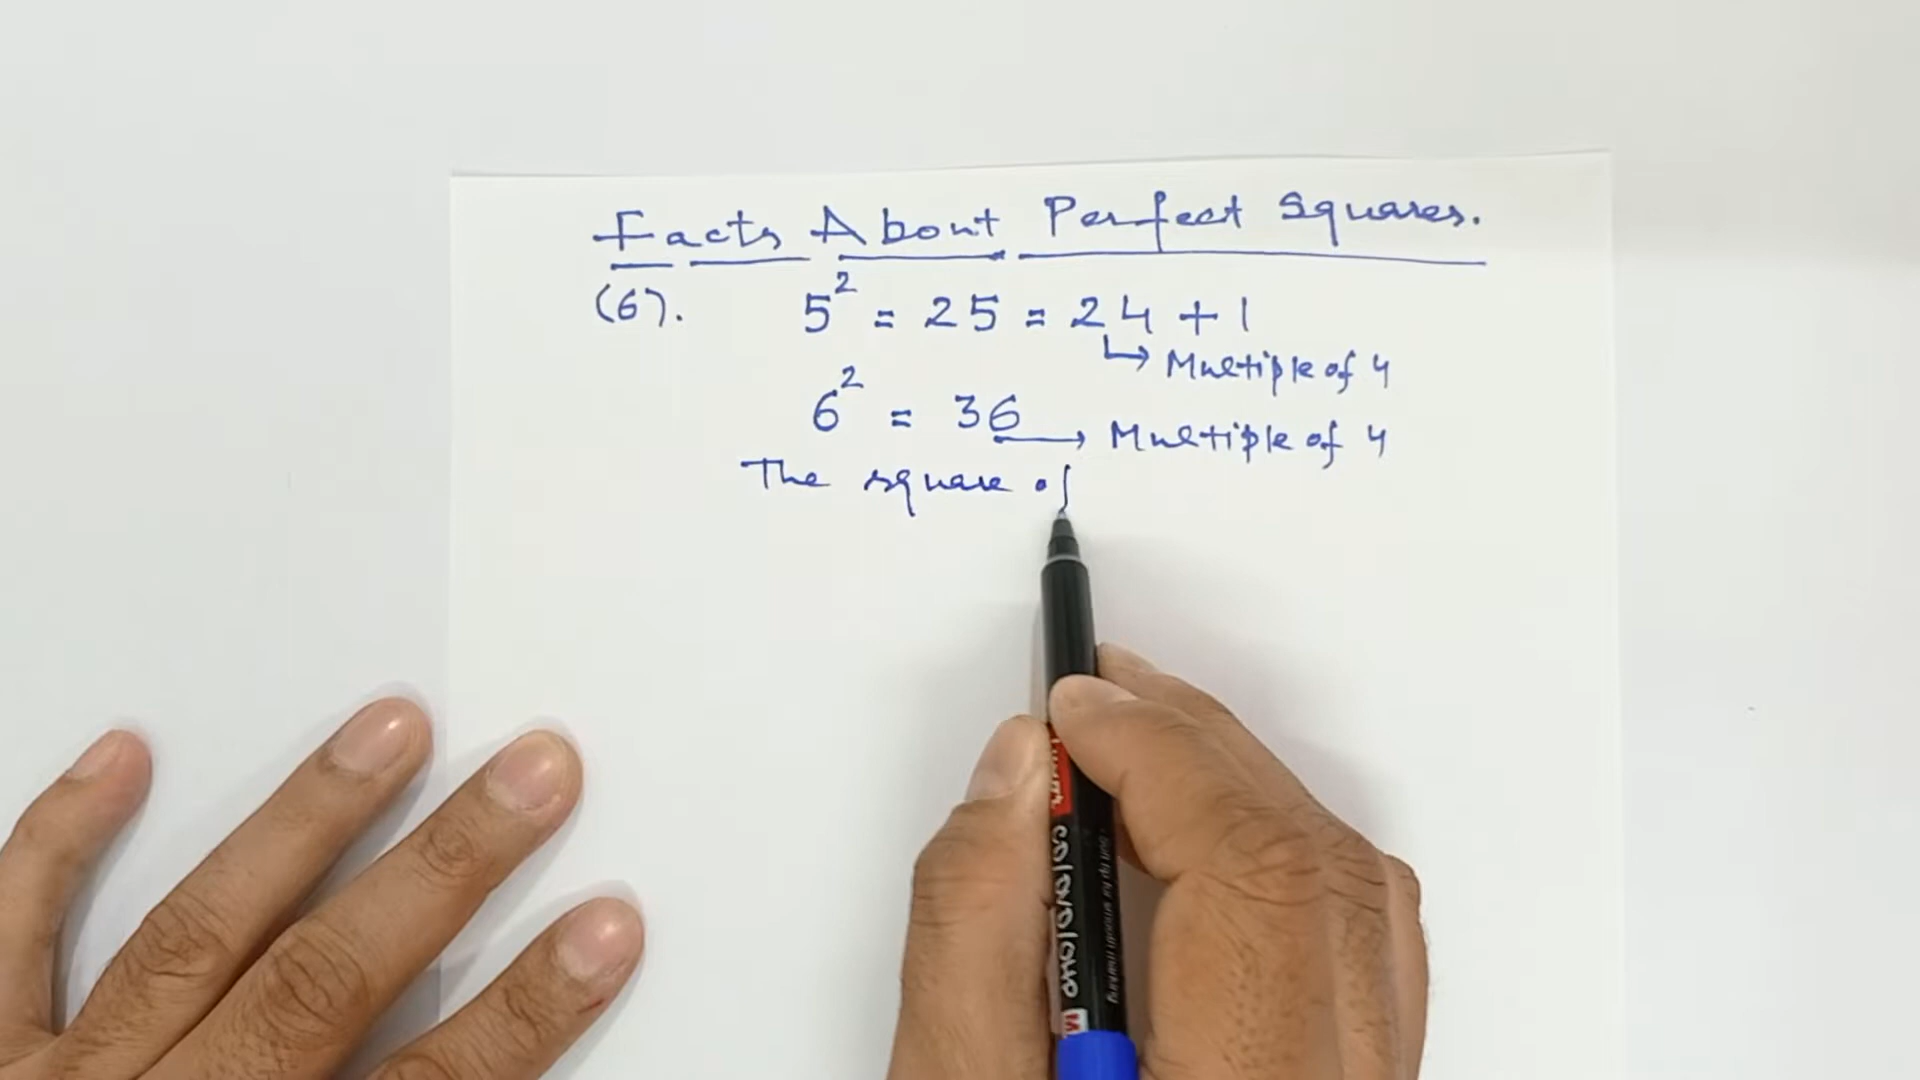 Facts About Perfect Squares.
(6). 5² = 25 = 24 + 1
↳ Multiple of 4
6² = 36 → Multiple of 4
The square of